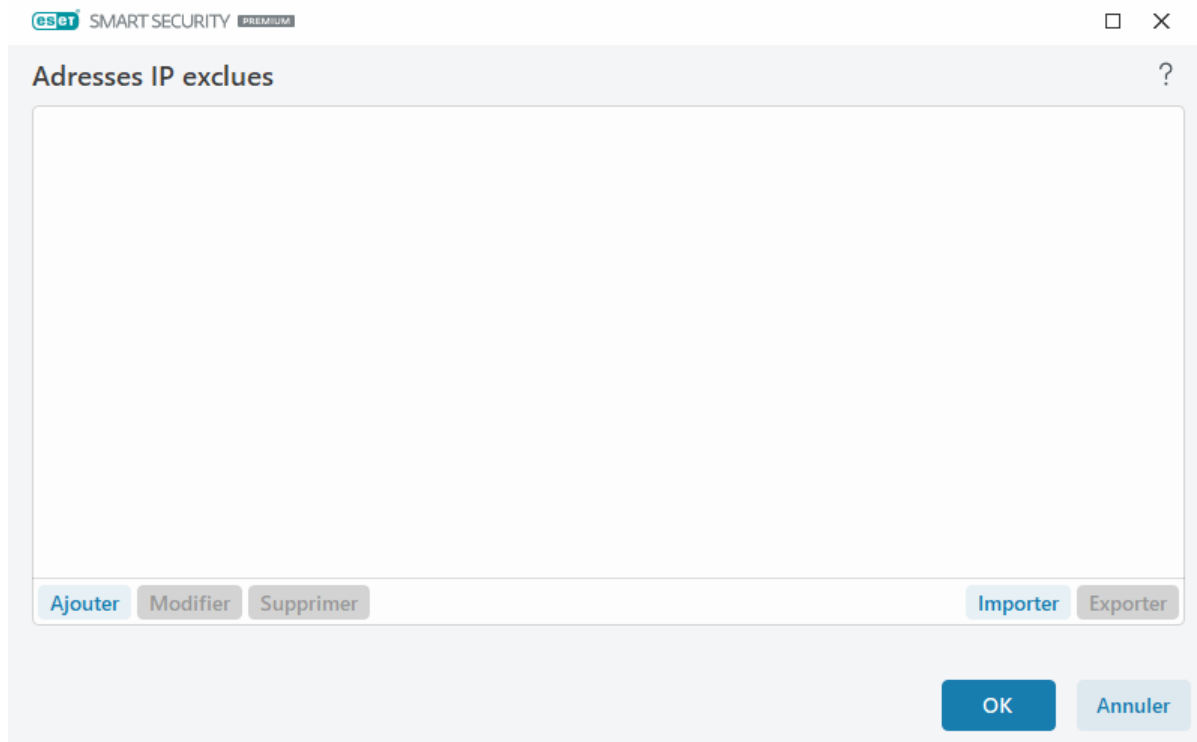 eset SMART SECURITY PREMIUM
Adresses IP exclues ?
Ajouter Modifier Supprimer Importer Exporter
OK Annuler